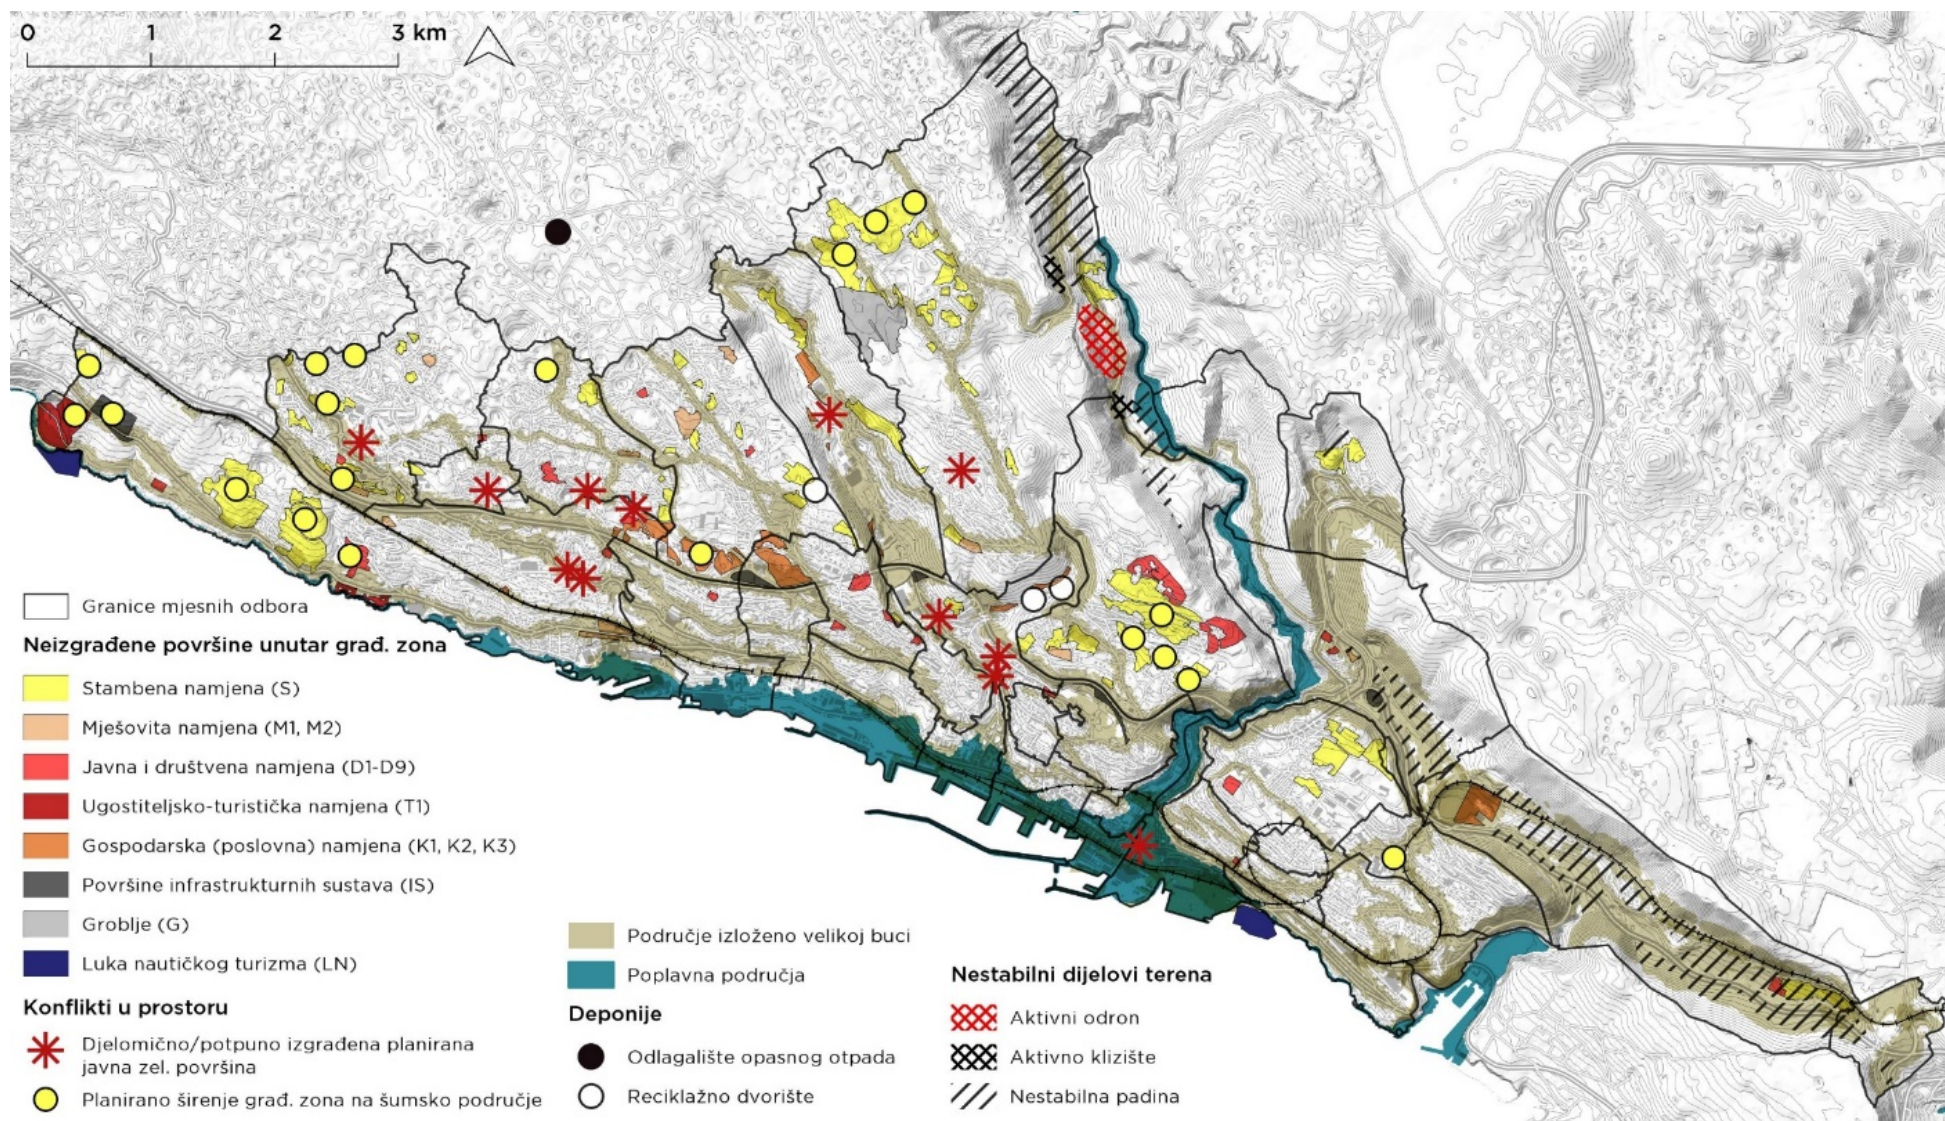 0 1 2 3 km
Granice mjesnih odbora
Neizgrađene površine unutar građ. zona
Stambena namjena (S)
Mješovita namjena (M1, M2)
Javna i društvena namjena (D1-D9)
Ugostiteljsko-turistička namjena (T1)
Gospodarska (poslovna) namjena (K1, K2, K3)
Površine infrastrukturnih sustava (IS)
Groblje (G)
Luka nautičkog turizma (LN)
Konflikti u prostoru
Djelomično/potpuno izgrađena planirana
javna zel. površina
Planirano širenje građ. zona na šumsko područje
Područje izloženo velikoj buci
Poplavna područja
Deponije
Odlagalište opasnog otpada
Reciklažno dvorište
Nestabilni dijelovi terena
Aktivni odron
Aktivno klizište
Nestabilna padina